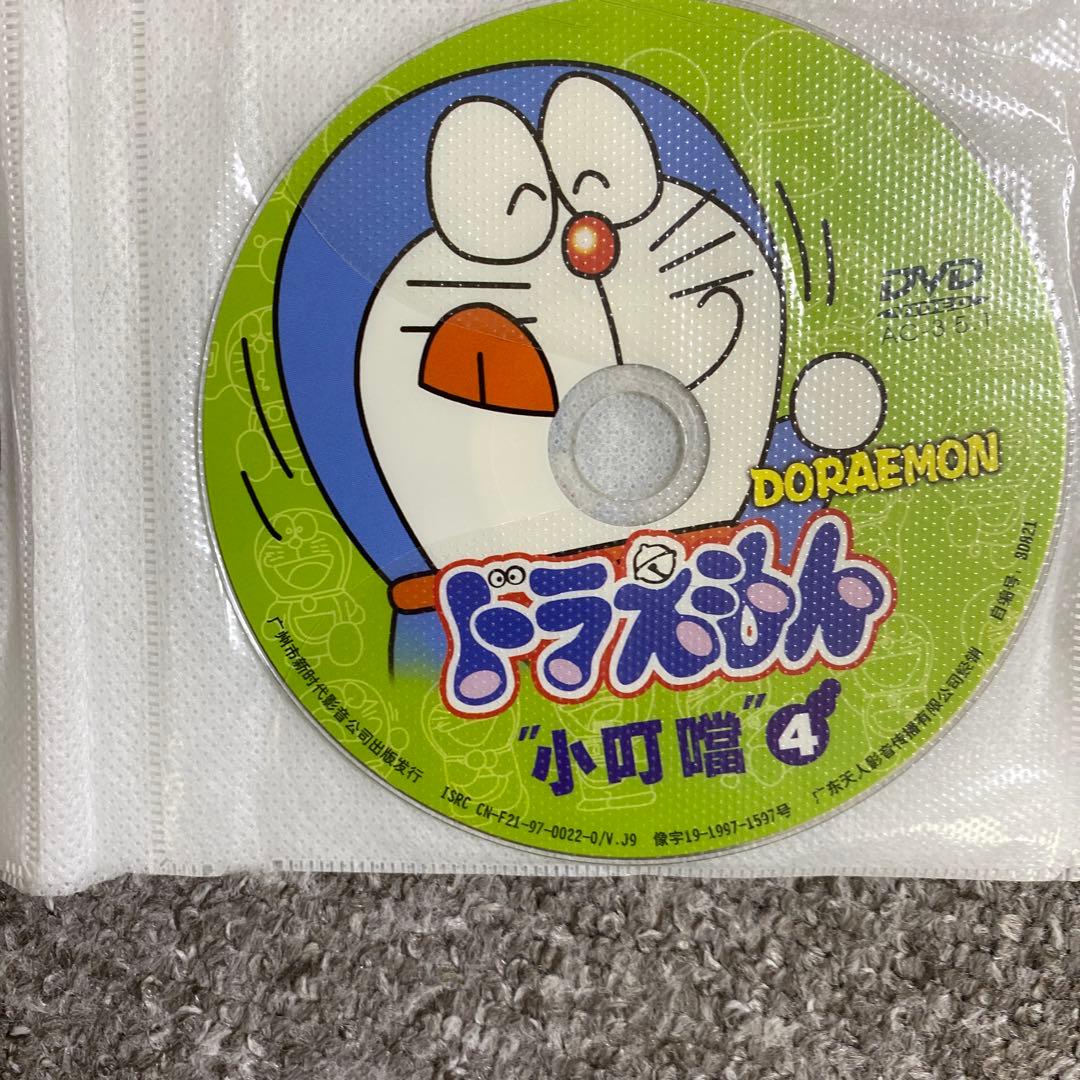 DVD
VIDEO
AC-3 5.1
DORAEMON
ドラえもん
"小叮噹" 4
自编号：3D821
广州市新时代影音公司出版发行
ISRC CN-F21-97-0022-0/V.J9
像字19-1997-1597号
广东天人影音传播有限公司经销